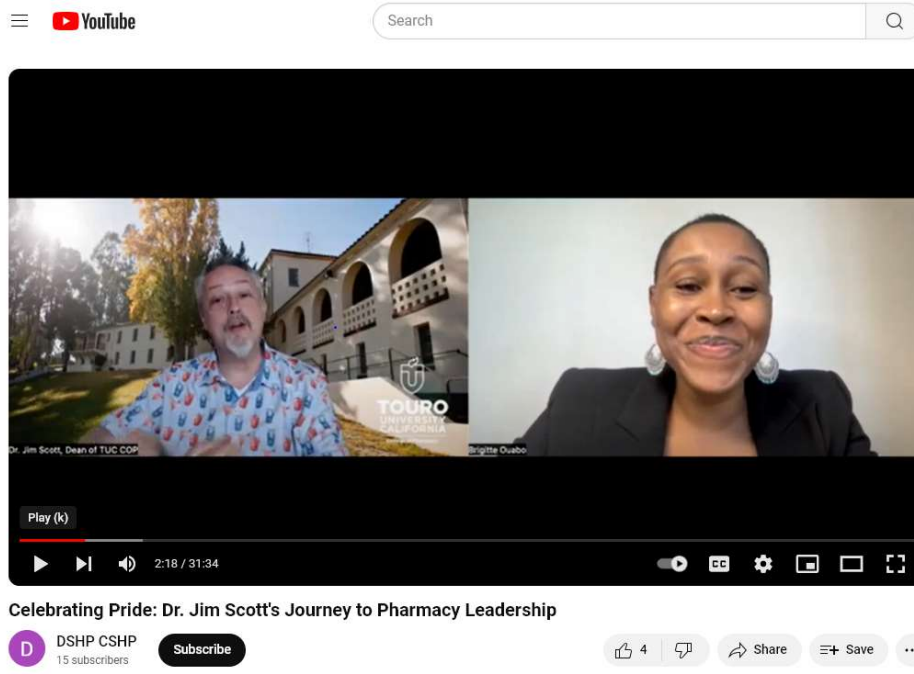 YouTube
Search
TOURO
UNIVERSITY
CALIFORNIA
Dr. Jim Scott, Dean of TUC COP
Brigitte Ouabo
Play (k)
2:18 / 31:34
CC
Celebrating Pride: Dr. Jim Scott's Journey to Pharmacy Leadership
D
DSHP CSHP
15 subscribers
Subscribe
4
Share
Save